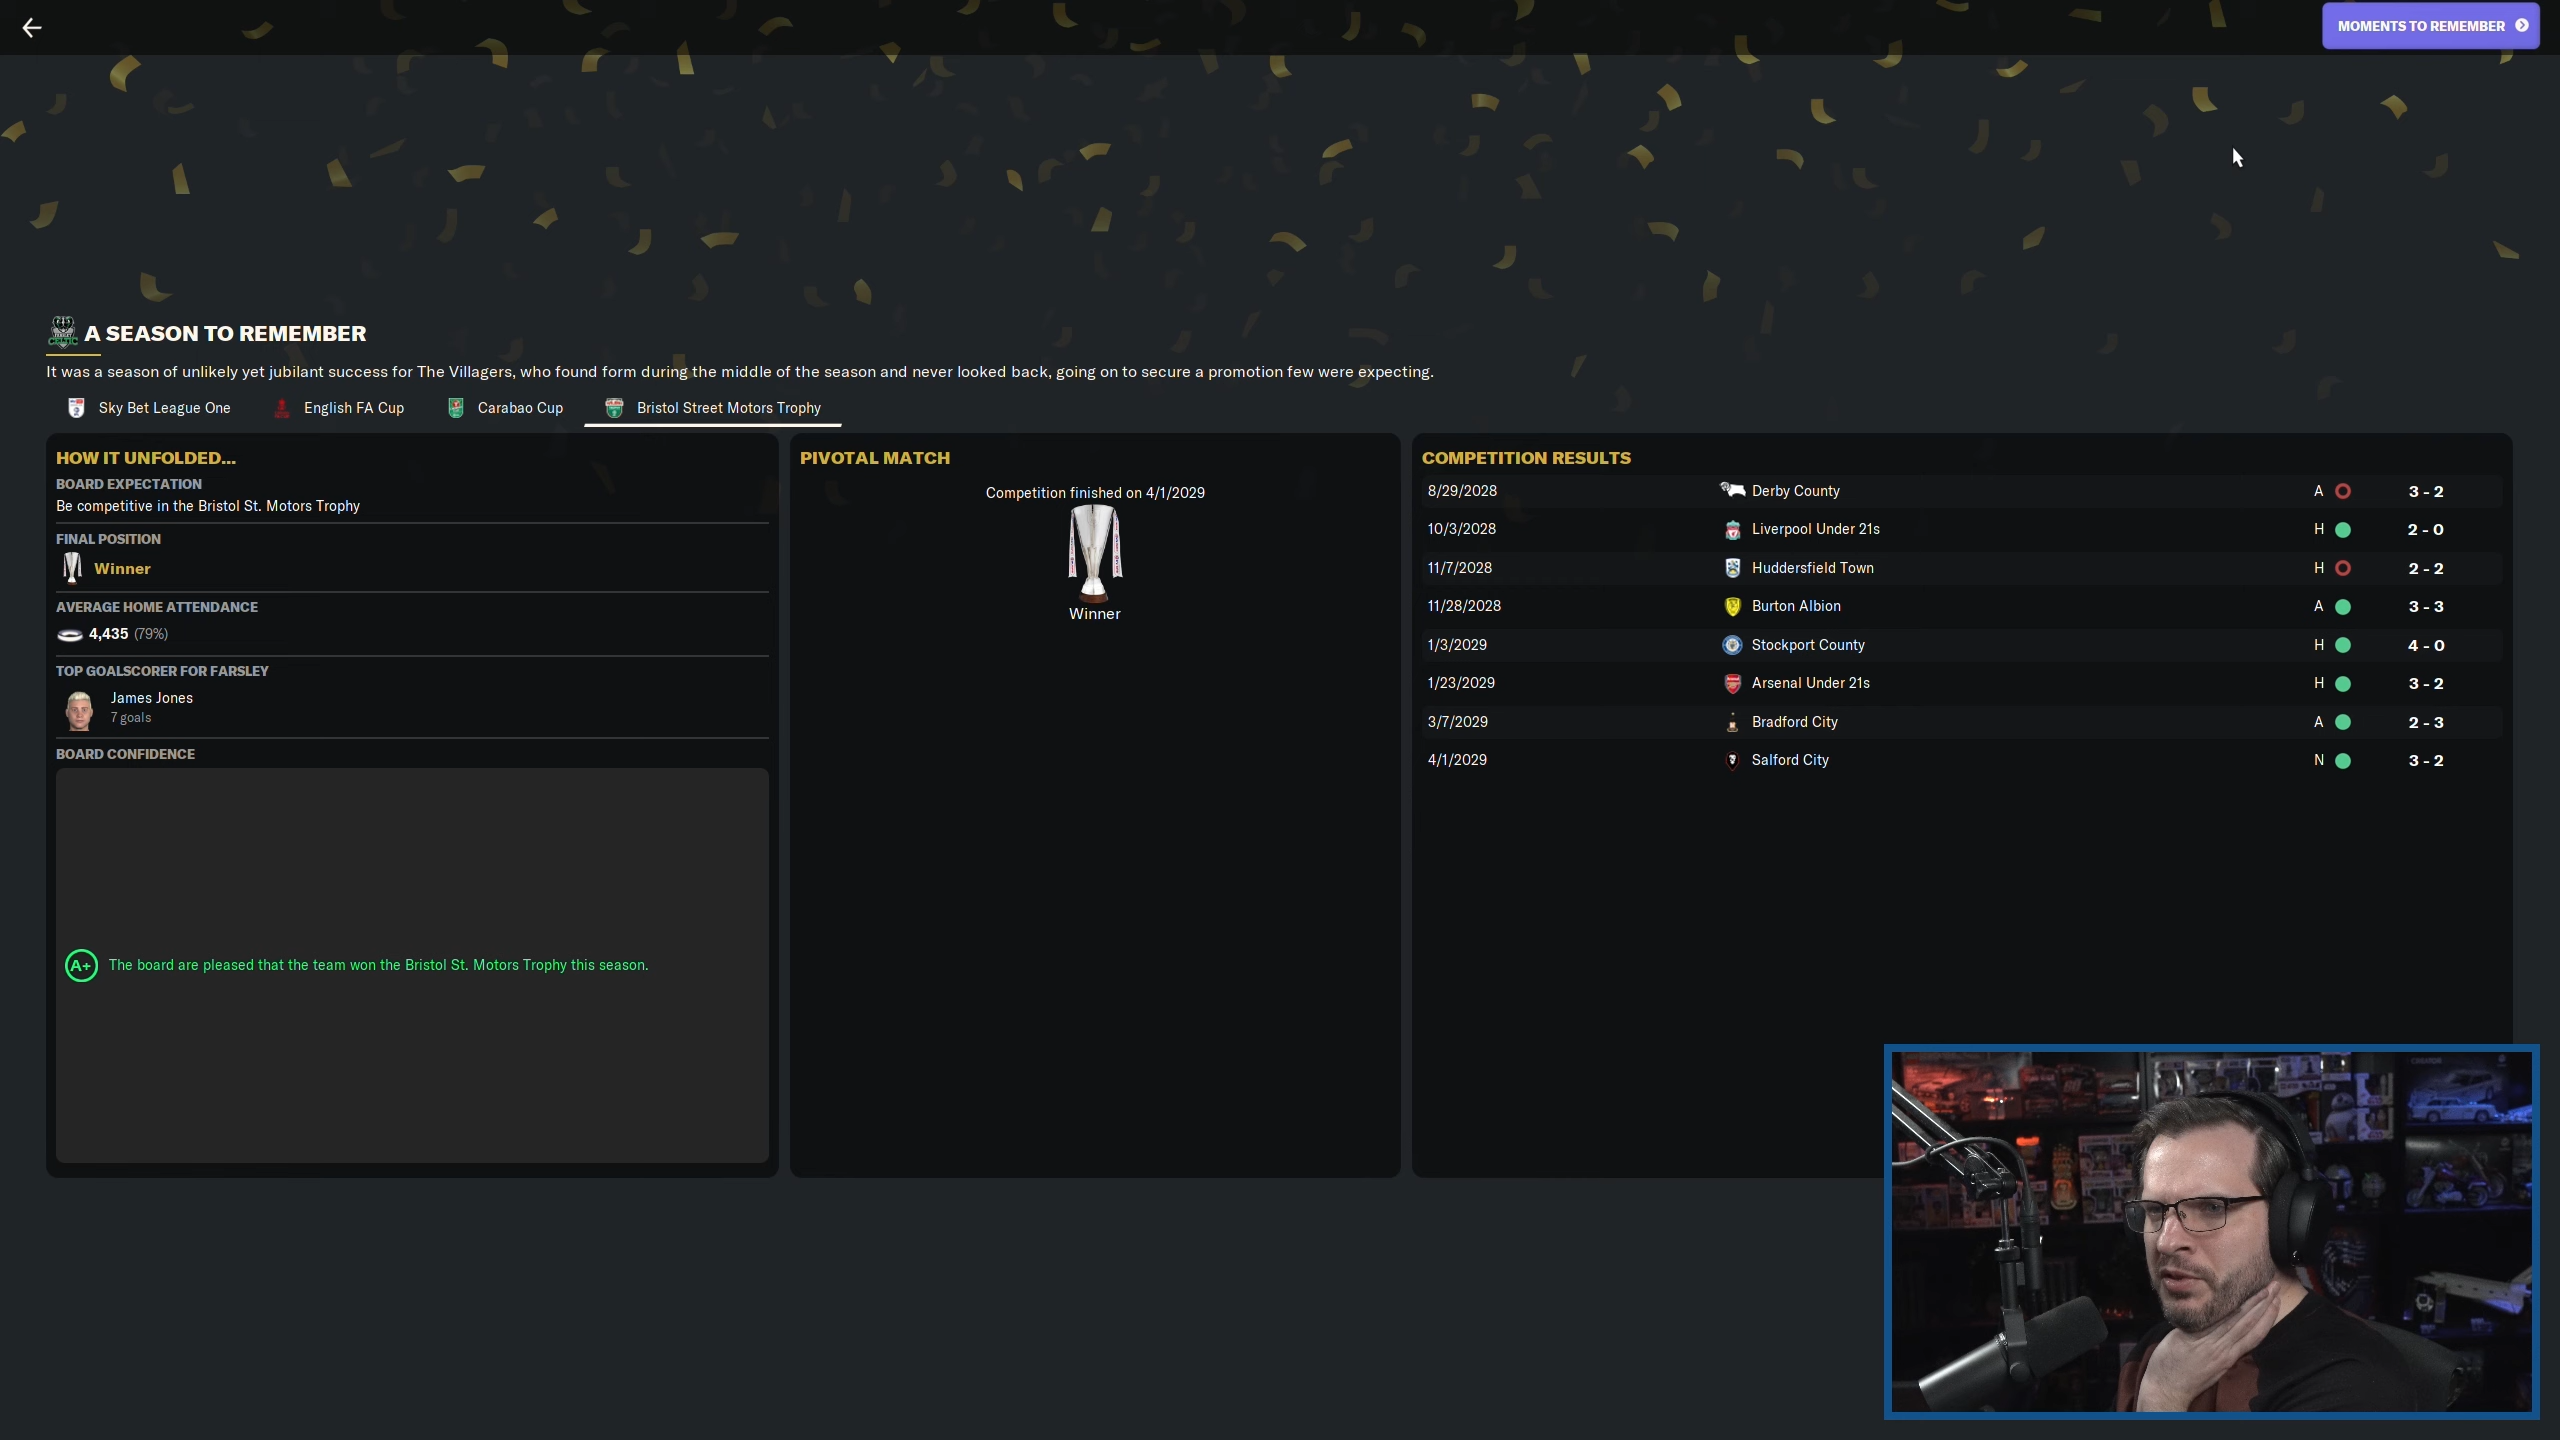 MOMENTS TO REMEMBER
A SEASON TO REMEMBER
It was a season of unlikely yet jubilant success for The Villagers, who found form during the middle of the season and never looked back, going on to secure a promotion few were expecting.
Sky Bet League One English FA Cup Carabao Cup Bristol Street Motors Trophy
HOW IT UNFOLDED...
BOARD EXPECTATION
Be competitive in the Bristol St. Motors Trophy
FINAL POSITION
Winner
AVERAGE HOME ATTENDANCE
4,435 (79%)
TOP GOALSCORER FOR FARSLEY
James Jones
7 goals
BOARD CONFIDENCE
A+ The board are pleased that the team won the Bristol St. Motors Trophy this season.
PIVOTAL MATCH
Competition finished on 4/1/2029
Winner
COMPETITION RESULTS
8/29/2028 Derby County A 3 - 2
10/3/2028 Liverpool Under 21s H 2 - 0
11/7/2028 Huddersfield Town H 2 - 2
11/28/2028 Burton Albion A 3 - 3
1/3/2029 Stockport County H 4 - 0
1/23/2029 Arsenal Under 21s H 3 - 2
3/7/2029 Bradford City A 2 - 3
4/1/2029 Salford City N 3 - 2